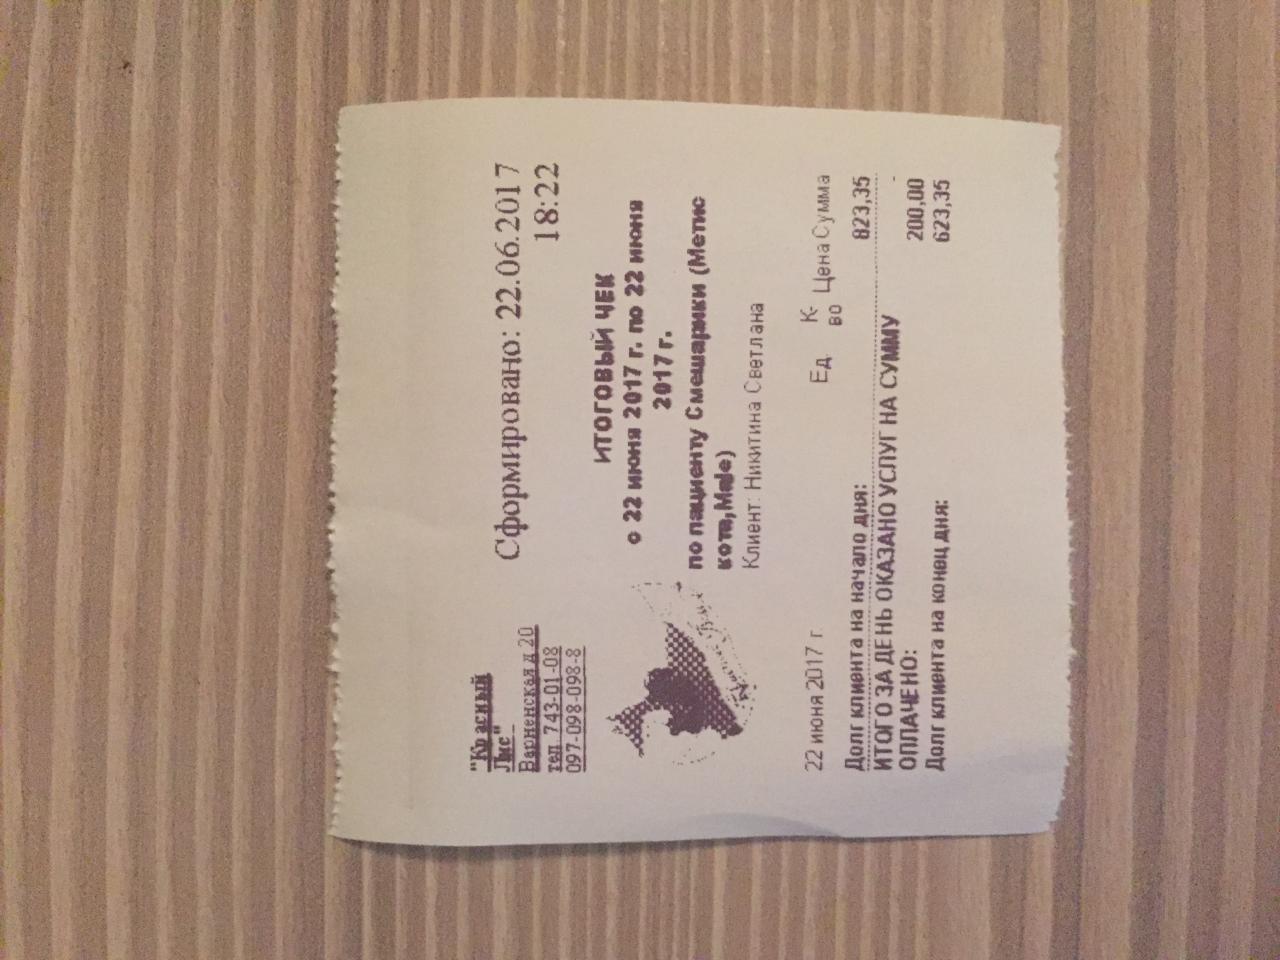 "Красный
Лис"
Варненская д 20
тел. 743-01-08
097-098-098-8
Сформировано: 22.06.2017
18:22
ИТОГОВЫЙ ЧЕК
с 22 июня 2017 г. по 22 июня
2017 г.
по пациенту Смешарики (Метис
кота,Male)
Клиент: Никитина Светлана
Ед. К-во Цена Сумма
22 июня 2017 г.
Долг клиента на начало дня: 823,35
ИТОГО ЗА ДЕНЬ ОКАЗАНО УСЛУГ НА СУММУ -
ОПЛАЧЕНО: 200,00
Долг клиента на конец дня: 623,35